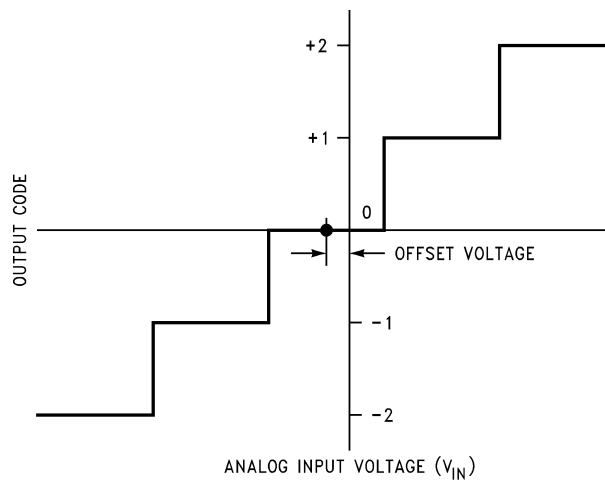 +2
+1
0
OUTPUT CODE
OFFSET VOLTAGE
-1
-2
ANALOG INPUT VOLTAGE (VIN)